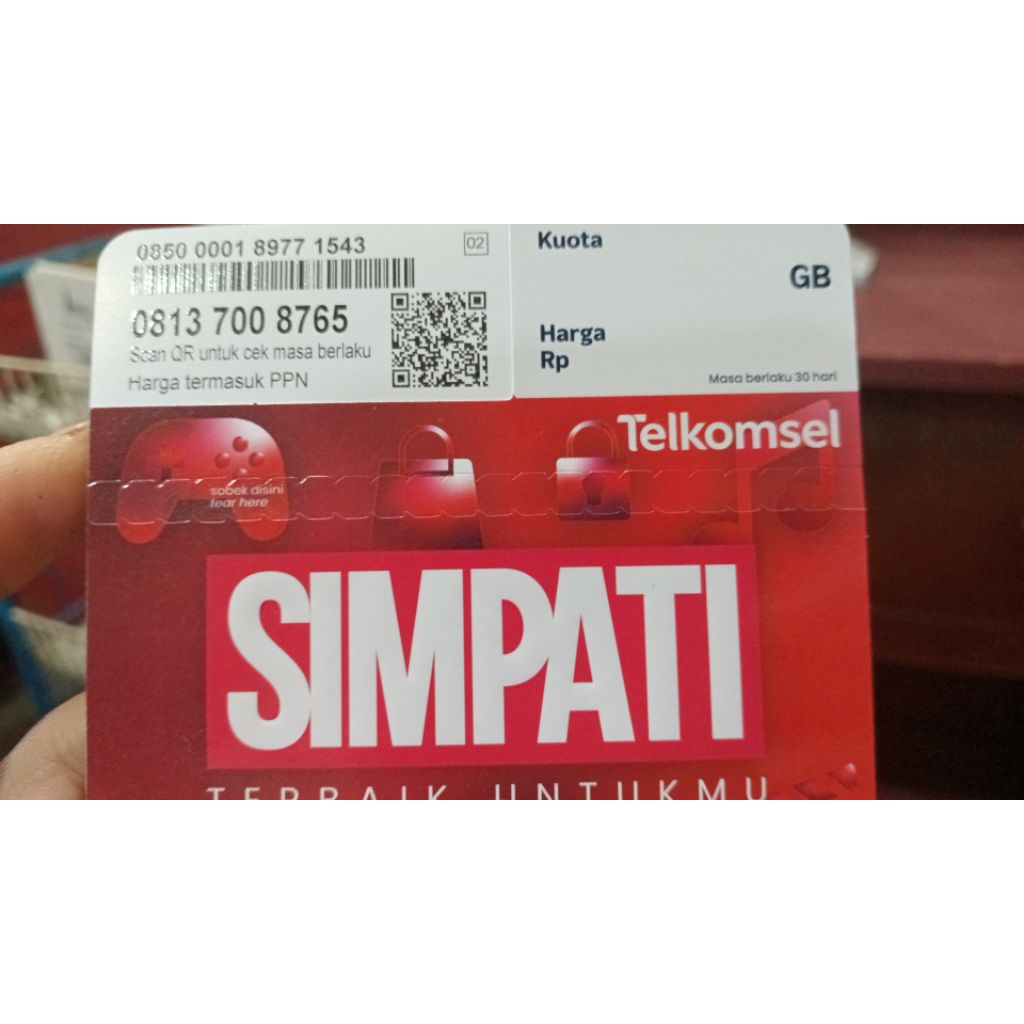 0850 0001 8977 1543
02
0813 700 8765
Scan QR untuk cek masa berlaku
Harga termasuk PPN
Kuota
GB
Harga
Rp
Masa berlaku 30 hari
Telkomsel
sobek disini
tear here
SIMPATI
TERBAIK UNTUKMU